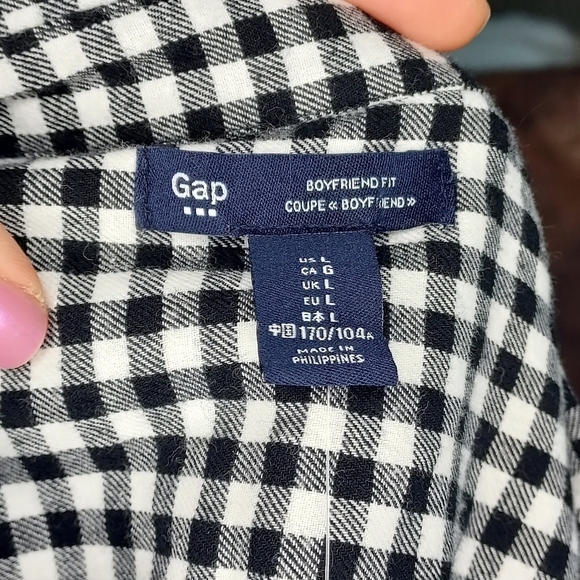 Gap
BOYFRIEND FIT
COUPE « BOYFRIEND »
US L
CA G
UK L
EU L
日本 L
中国 170/104A
MADE IN
PHILIPPINES